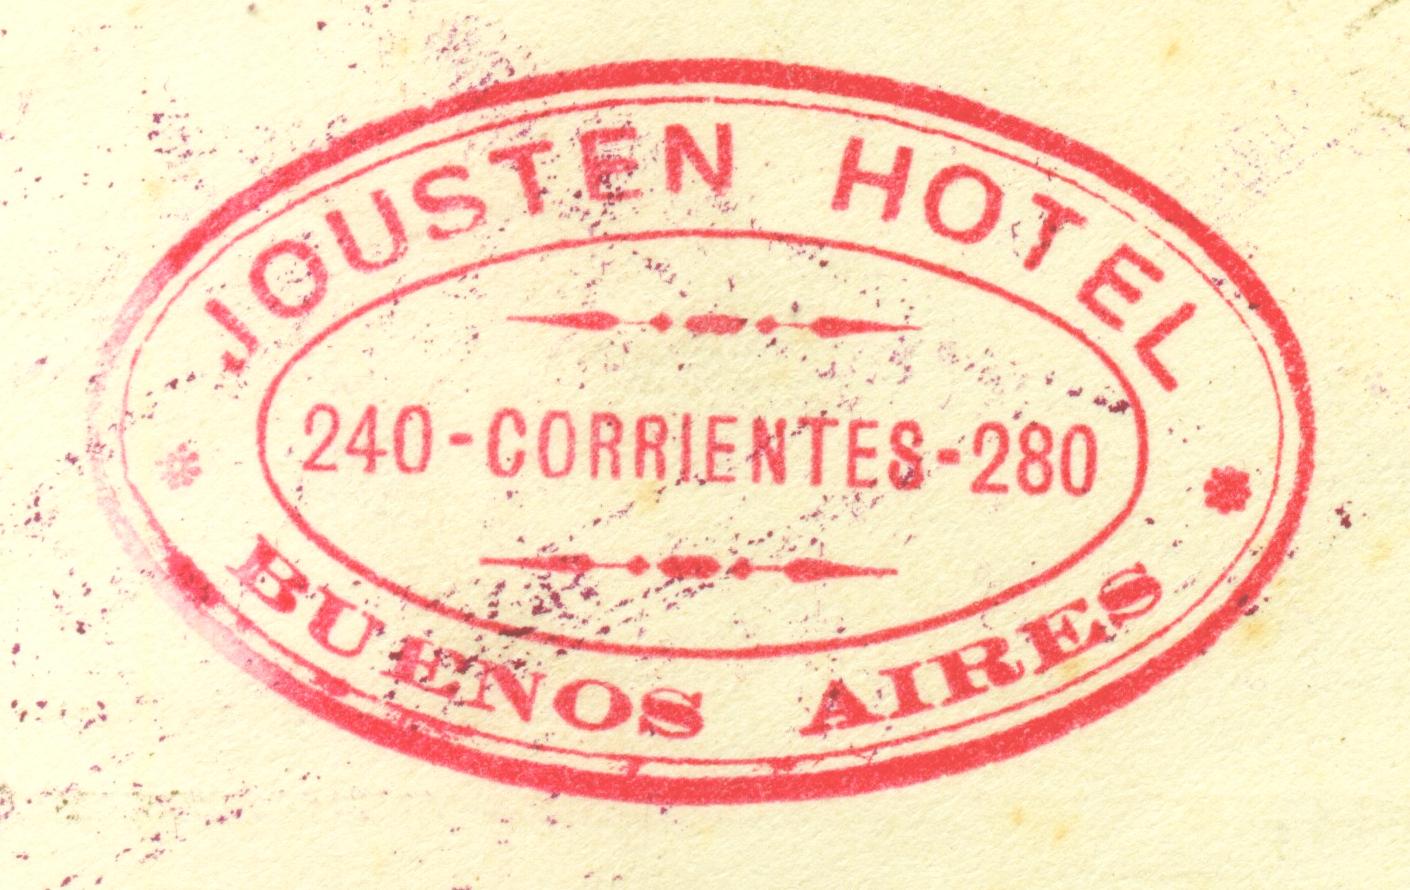 JOUSTEN HOTEL
240-CORRIENTES-280
BUENOS AIRES